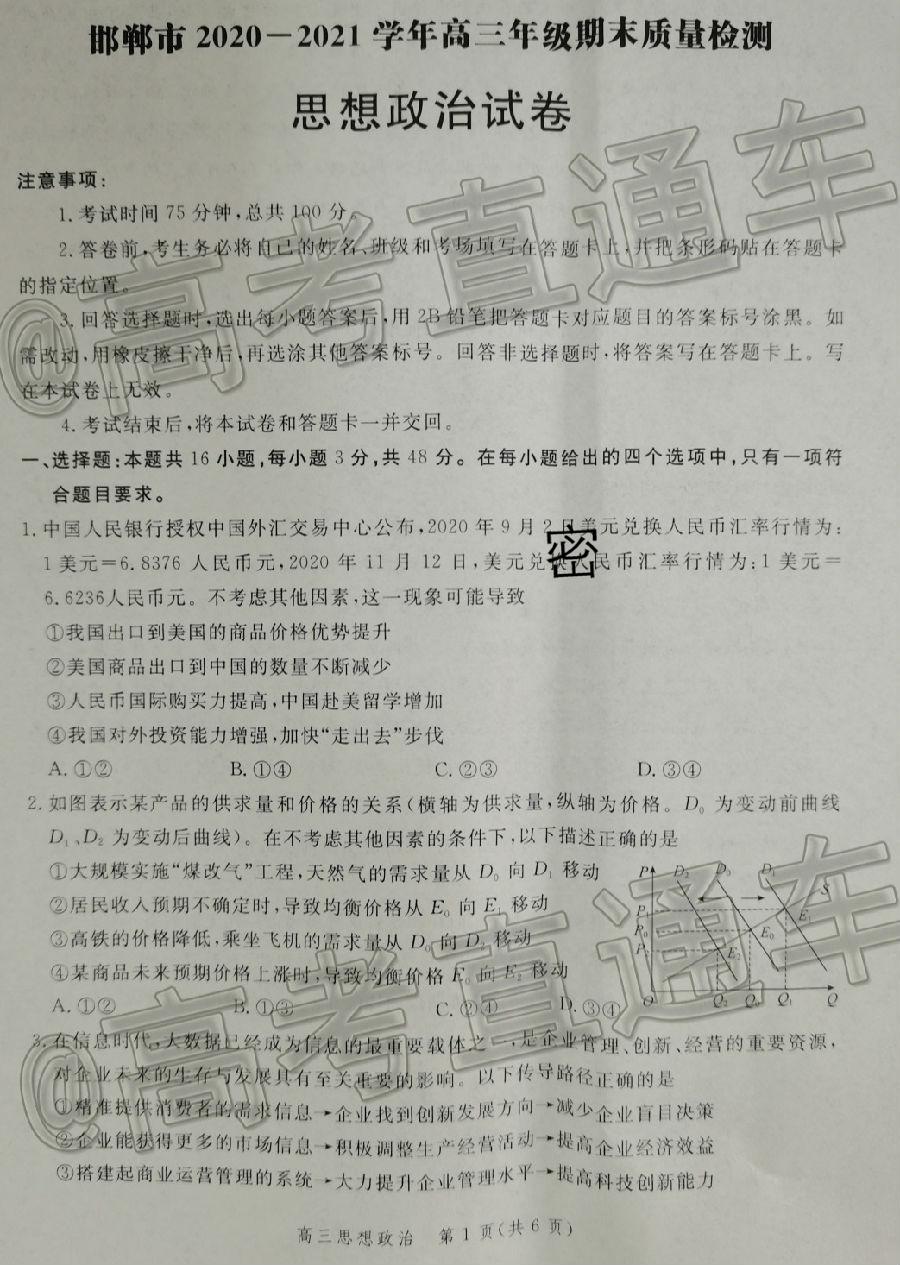 邯郸市 2020－2021 学年高三年级期末质量检测
思想政治试卷
注意事项：
1.考试时间 75 分钟，总共 100 分。
2.答卷前，考生务必将自己的姓名、班级和考场填写在答题卡上，并把条形码贴在答题卡
的指定位置。
3.回答选择题时，选出每小题答案后，用 2B 铅笔把答题卡对应题目的答案标号涂黑。如
需改动，用橡皮擦干净后，再选涂其他答案标号。回答非选择题时，将答案写在答题卡上。写
在本试卷上无效。
4.考试结束后，将本试卷和答题卡一并交回。
一、选择题：本题共 16 小题，每小题 3 分，共 48 分。在每小题给出的四个选项中，只有一项符
合题目要求。
1.中国人民银行授权中国外汇交易中心公布，2020 年 9 月 2 日美元兑换人民币汇率行情为：
1 美元＝6.8376 人民币元，2020 年 11 月 12 日，美元兑换人民币汇率行情为：1 美元＝
6.6236人民币元。不考虑其他因素，这一现象可能导致
①我国出口到美国的商品价格优势提升
②美国商品出口到中国的数量不断减少
③人民币国际购买力提高，中国赴美留学增加
④我国对外投资能力增强，加快“走出去”步伐
A.①② B.①④ C.②③ D.③④
密
2.如图表示某产品的供求量和价格的关系（横轴为供求量，纵轴为价格。D₀ 为变动前曲线
D₁、D₂ 为变动后曲线）。在不考虑其他因素的条件下，以下描述正确的是
①大规模实施“煤改气”工程，天然气的需求量从 D₀ 向 D₁ 移动
②居民收入预期不确定时，导致均衡价格从 E₀ 向 E₁ 移动
③高铁的价格降低，乘坐飞机的需求量从 D₀ 向 D₂ 移动
④某商品未来预期价格上涨时，导致均衡价格 E₀ 向 E₂ 移动
A.①② B.①③ C.②④ D.③④
P D₂ D₀ D₁
S
P₁ E₁
P₀ E₀
P₂ E₂
O Q₂ Q₀ Q₁ Q
3.在信息时代，大数据已经成为信息的最重要载体之一，是企业管理、创新、经营的重要资源，
对企业未来的生存与发展具有至关重要的影响。以下传导路径正确的是
①精准提供消费者的需求信息→企业找到创新发展方向→减少企业盲目决策
②企业能获得更多的市场信息→积极调整生产经营活动→提高企业经济效益
③搭建起商业运营管理的系统→大力提升企业管理水平→提高科技创新能力
高三思想政治 第 1 页（共 6 页）
@高考直通车
@高考直通车